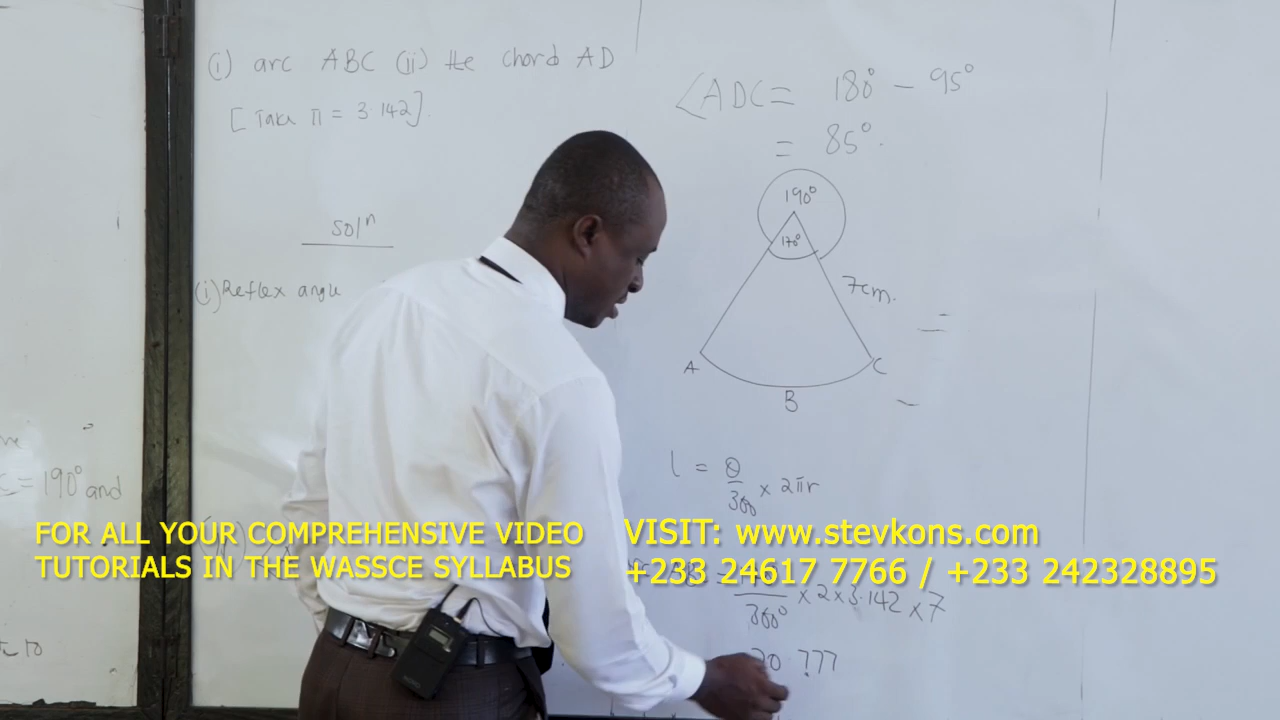 (i) arc ABC (ii) the chord AD
[Take π = 3.142].
Solⁿ
(i) Reflex angle
= 190° and
∠ADC = 180° − 95°
= 85°.
190°
170°
7cm.
A
C
B
=
l = θ/360 × 2πr
360° × 2 × 3.142 × 7
20.777
FOR ALL YOUR COMPREHENSIVE VIDEO
TUTORIALS IN THE WASSCE SYLLABUS
VISIT: www.stevkons.com
+233 24617 7766 / +233 242328895